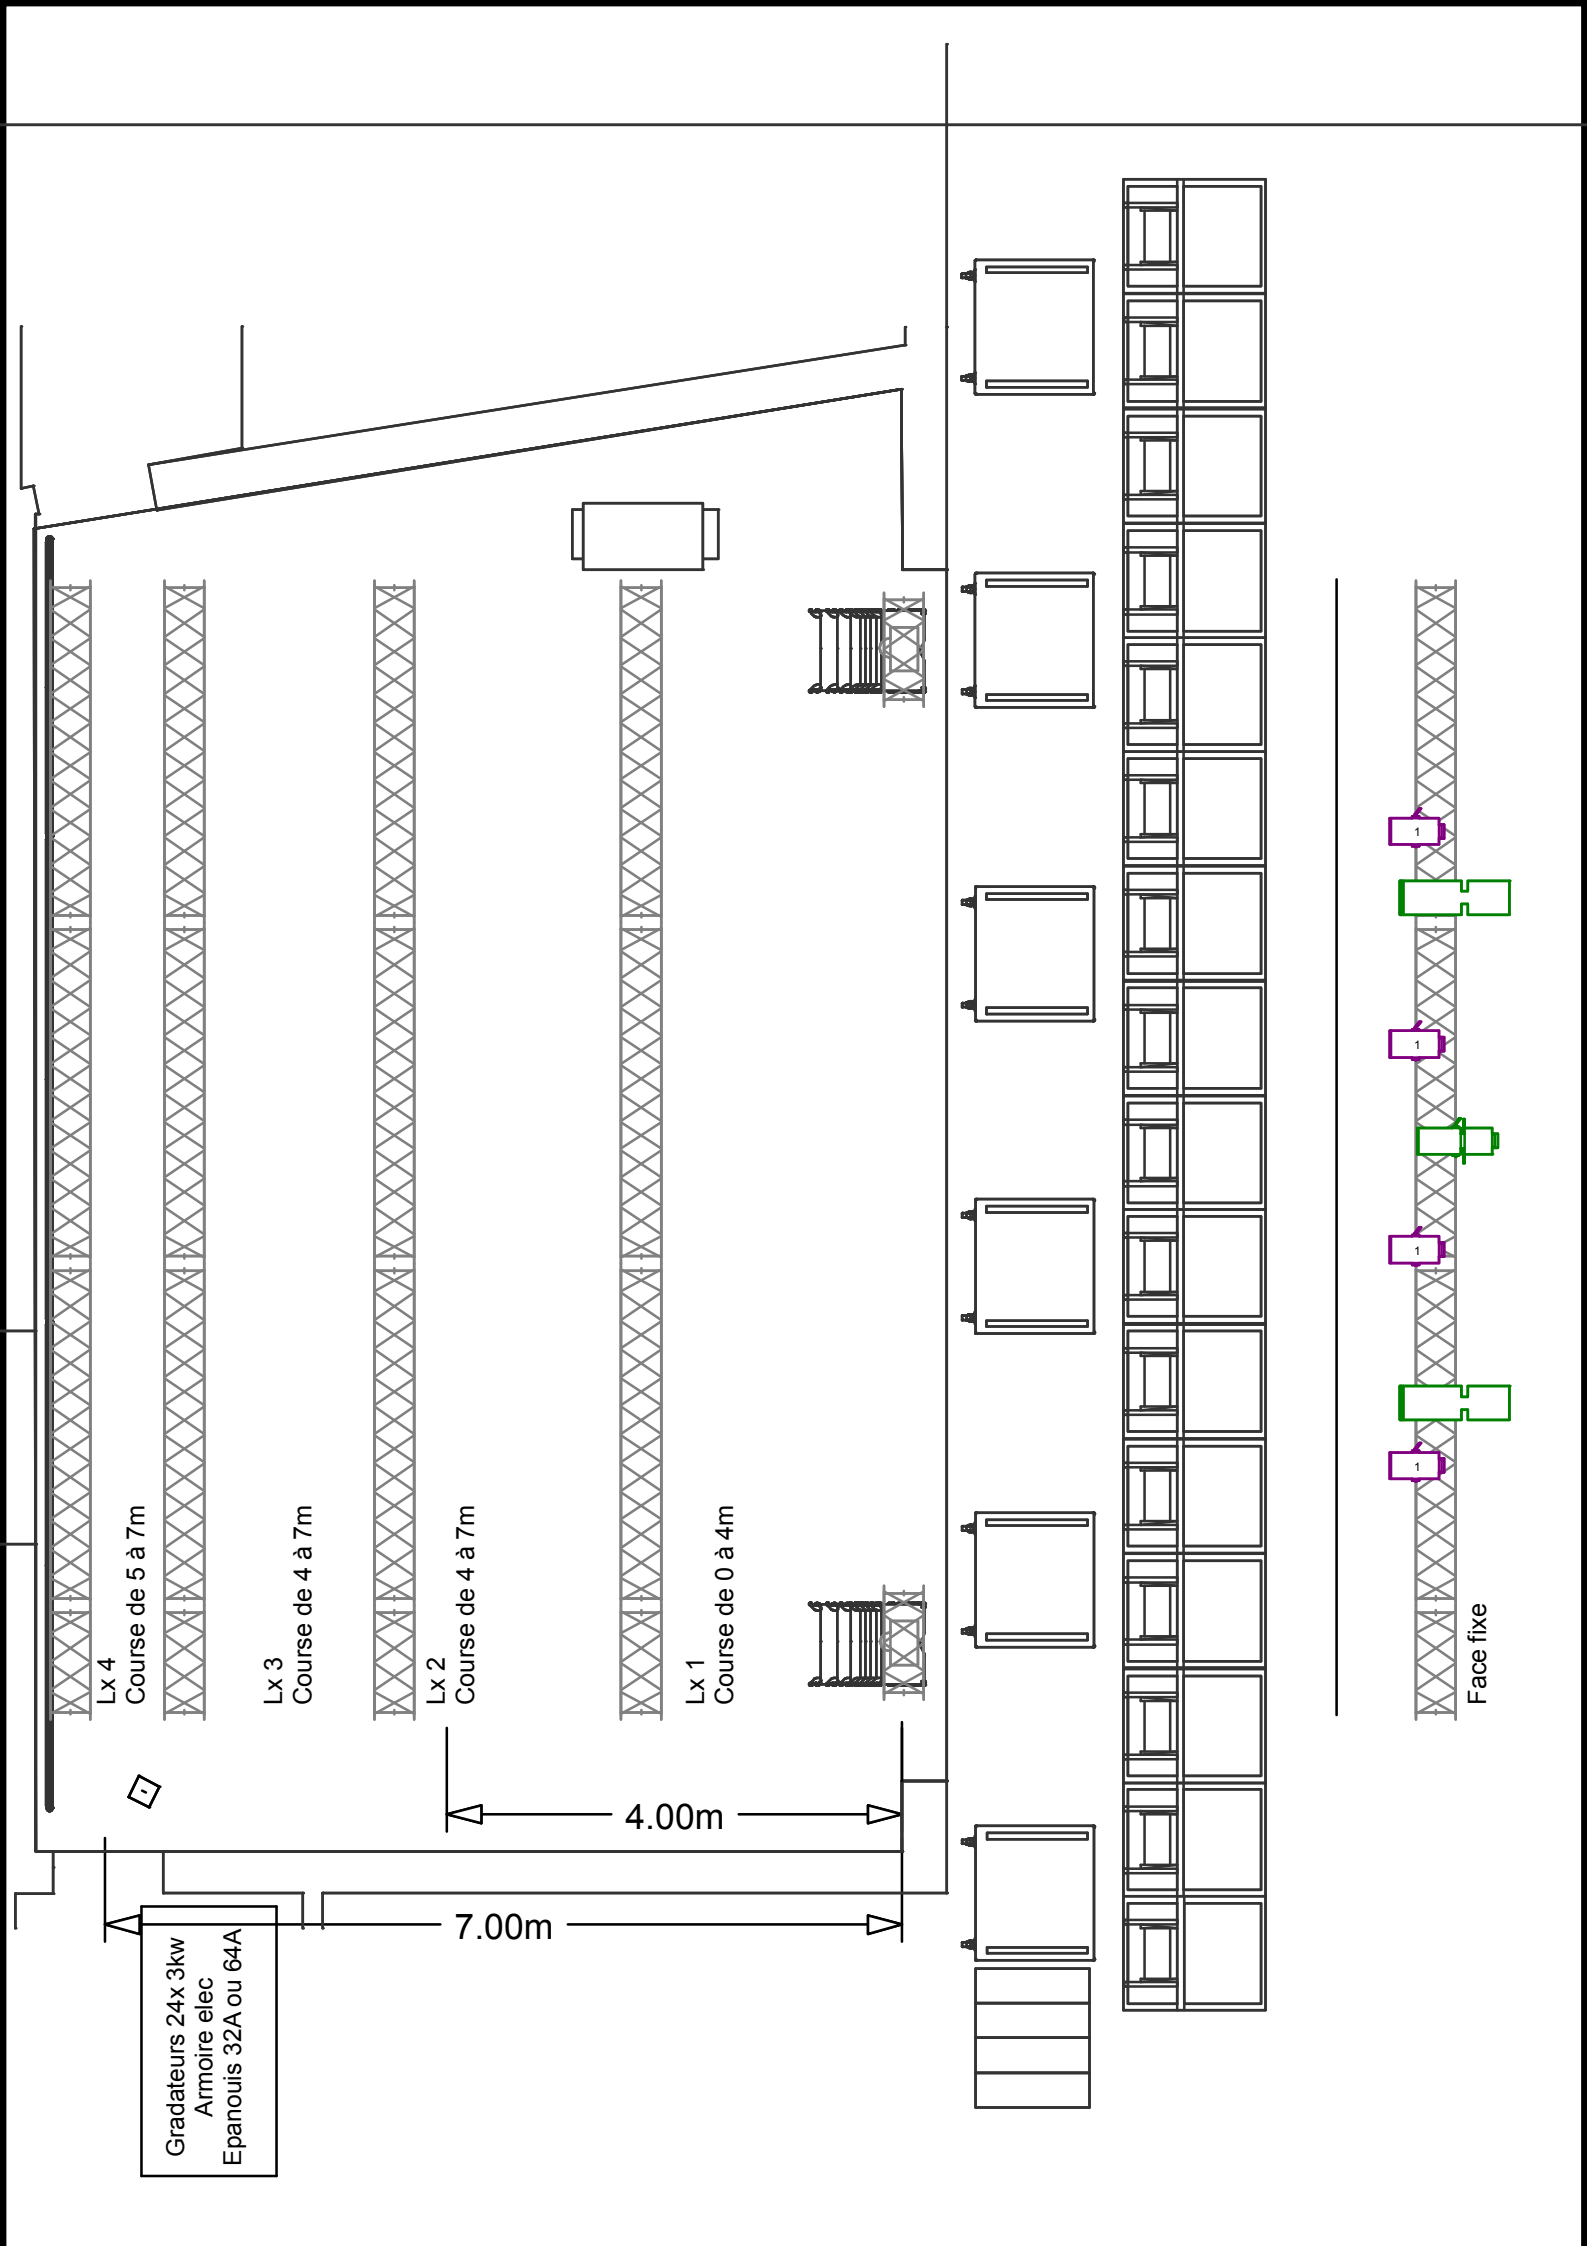 Lx 4
Course de 5 à 7m
Lx 3
Course de 4 à 7m
Lx 2
Course de 4 à 7m
Lx 1
Course de 0 à 4m
Face fixe
1
1
1
1
4.00m
7.00m
Gradateurs 24x 3kw
Armoire elec
Epanouis 32A ou 64A